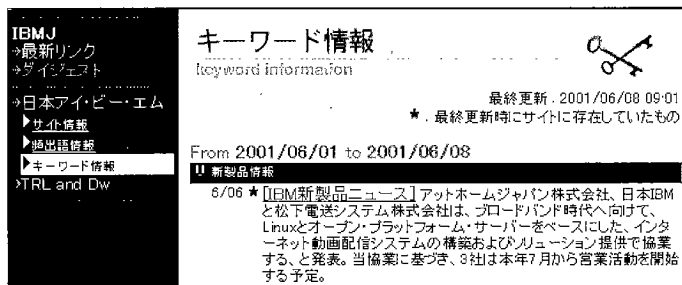 IBMJ
→最新リンク
→ダイジェスト
→日本アイ・ビー・エム
▶サイト情報
▶頻出語情報
▶キーワード情報
>TRL and Dw
キーワード情報
keyword information
最終更新 . 2001/06/08 09:01
★ . 最終更新時にサイトに存在していたもの
From 2001/06/01 to 2001/06/08
新製品情報
6/06 ★ [IBM新製品ニュース] アットホームジャパン株式会社、日本IBM
と松下電送システム株式会社は、ブロードバンド時代へ向けて、
Linuxとオープン・プラットフォーム・サーバーをベースにした、インタ
ーネット動画配信システムの構築およびソリューション提供で協業
する、と発表。当協業に基づき、3社は本年7月から営業活動を開始
する予定。